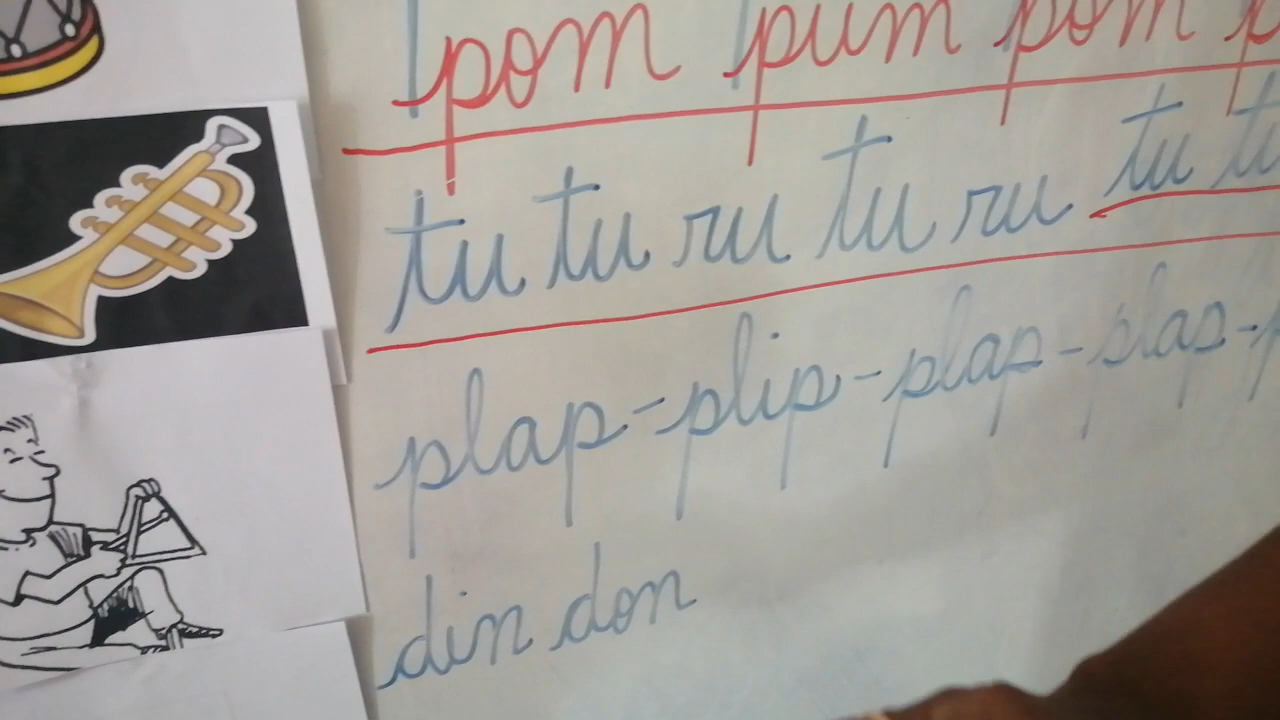 pom pum pom
tu tu ru tu ru tu
plap-plip-plap-plap-
din don